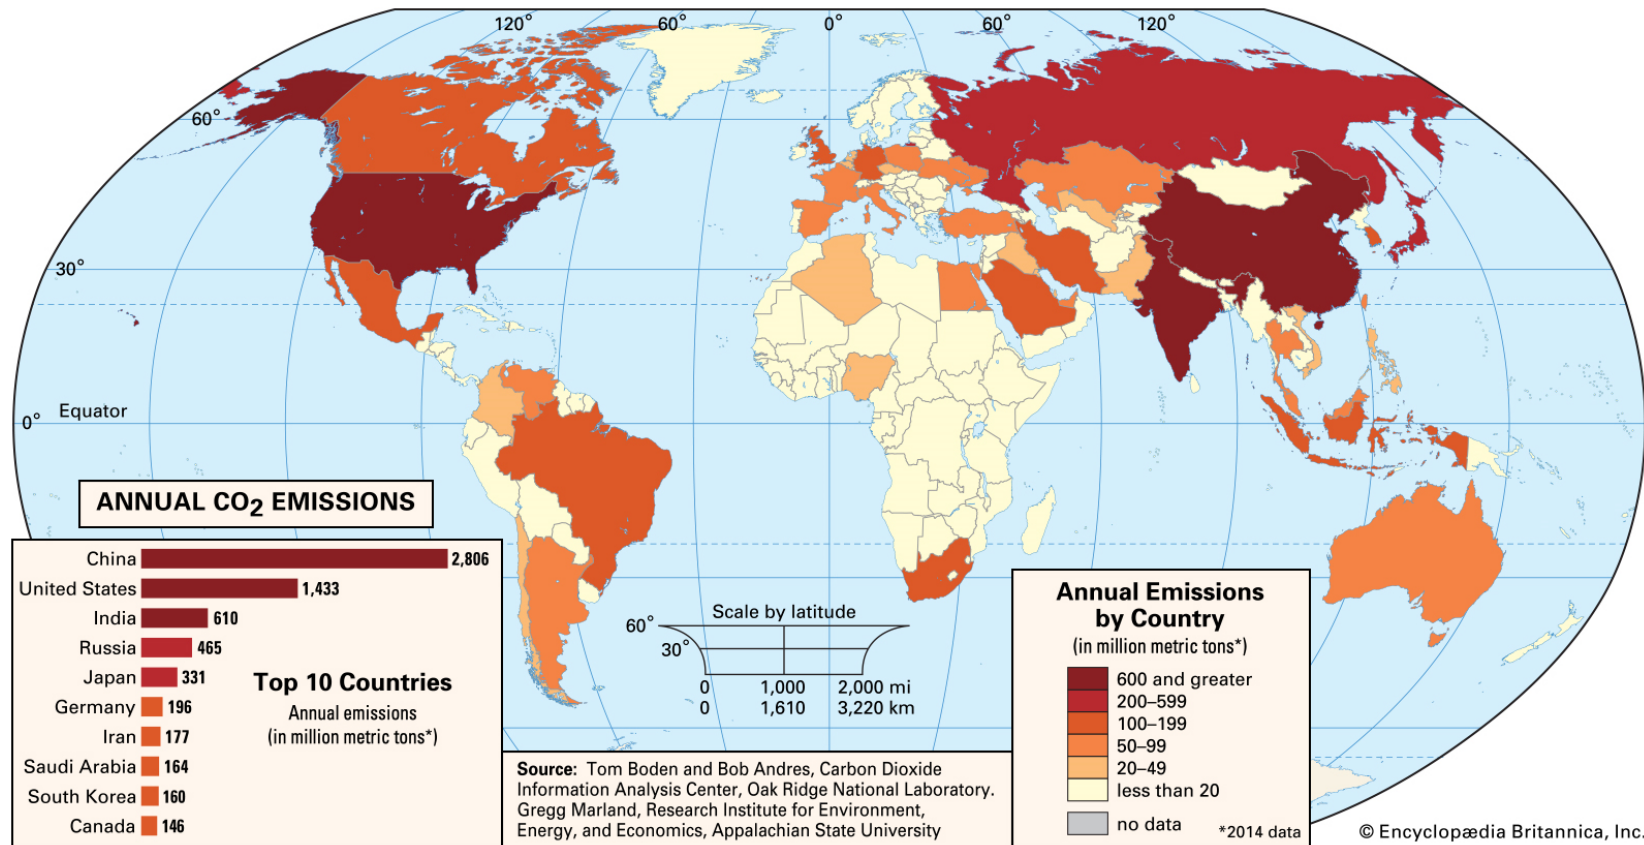 120°
60°
0°
60°
120°
60°
30°
0°
Equator
ANNUAL CO2 EMISSIONS
China 2,806
United States 1,433
India 610
Russia 465
Japan 331
Germany 196
Iran 177
Saudi Arabia 164
South Korea 160
Canada 146
Top 10 Countries
Annual emissions
(in million metric tons*)
Scale by latitude
60°
30°
0 1,000 2,000 mi
0 1,610 3,220 km
Source: Tom Boden and Bob Andres, Carbon Dioxide
Information Analysis Center, Oak Ridge National Laboratory.
Gregg Marland, Research Institute for Environment,
Energy, and Economics, Appalachian State University
Annual Emissions
by Country
(in million metric tons*)
600 and greater
200–599
100–199
50–99
20–49
less than 20
no data
*2014 data
© Encyclopædia Britannica, Inc.